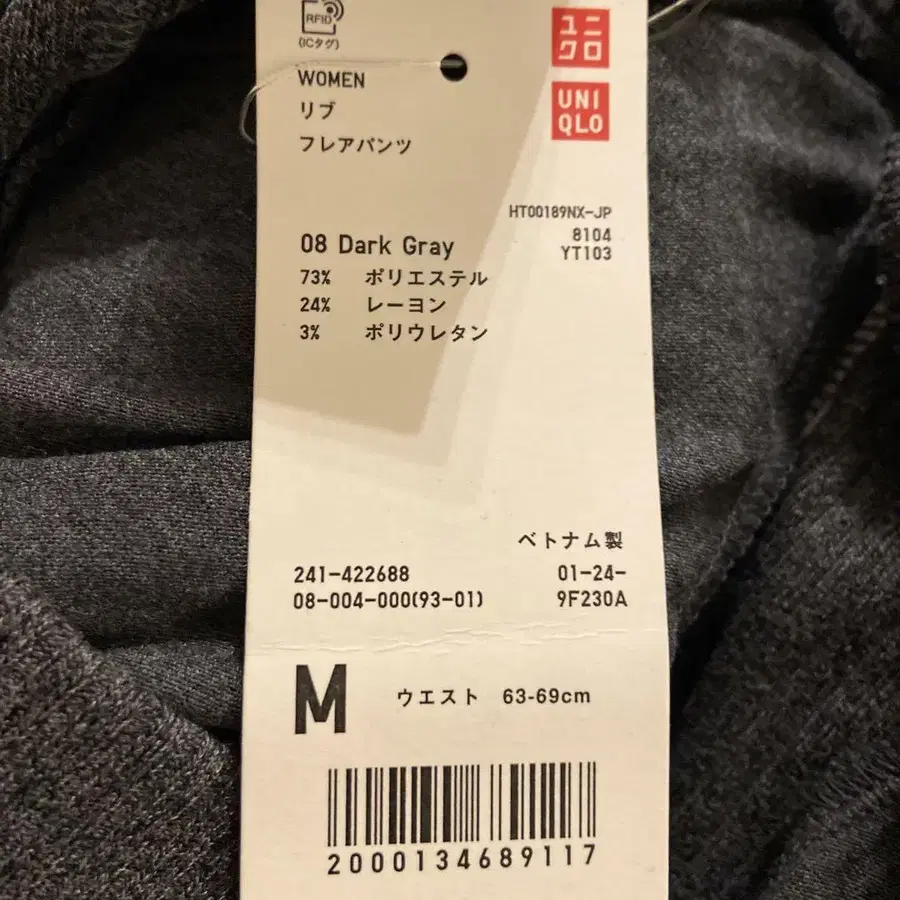 RFID
(ICタグ)
ユニ
クロ
UNI
QLO
WOMEN
リブ
フレアパンツ
HT00189NX-JP
8104
YT103
08 Dark Gray
73% ポリエステル
24% レーヨン
3% ポリウレタン
ベトナム製
241-422688 01-24-
08-004-000(93-01) 9F230A
M ウエスト 63-69cm
2000134689117